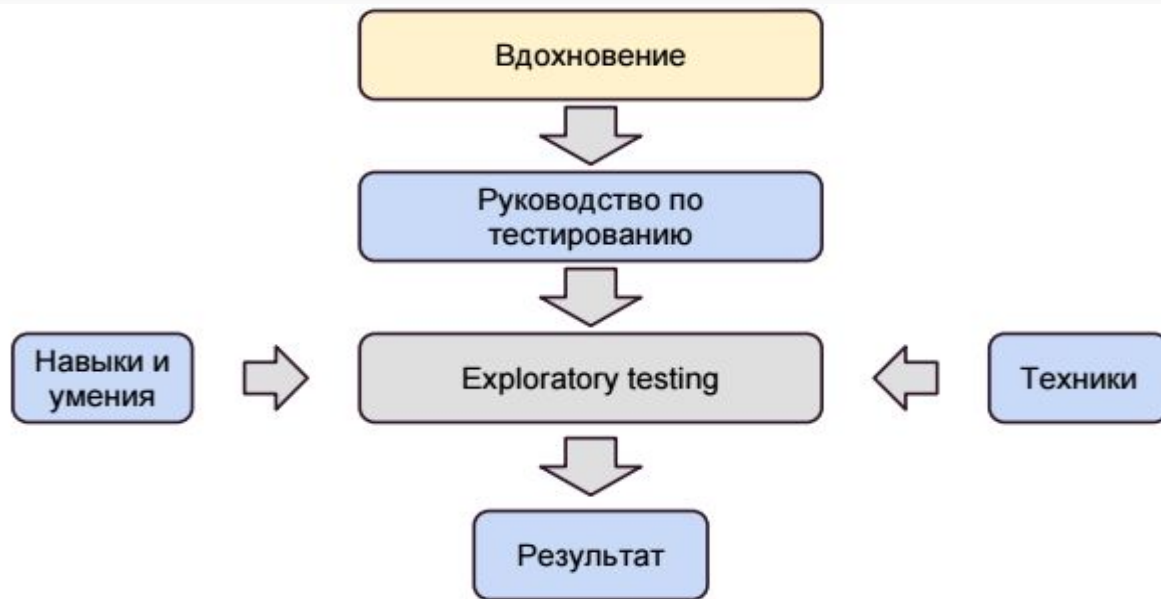 Вдохновение
Руководство по
тестированию
Навыки и
умения
Exploratory testing
Техники
Результат